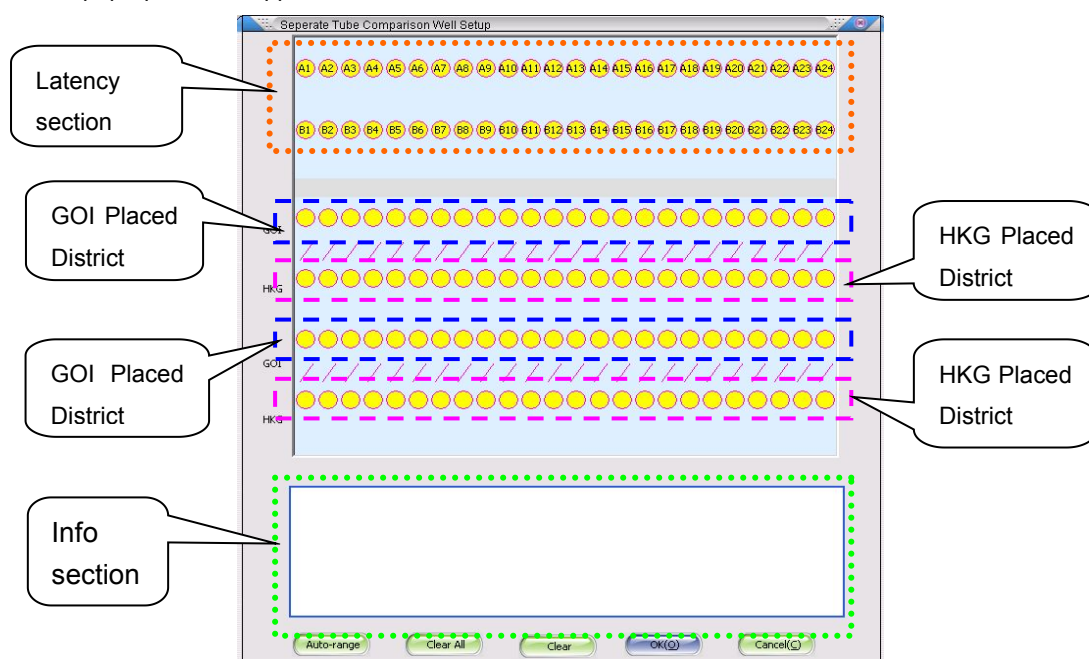 Seperate Tube Comparison Well Setup
Latency
section
A1 A2 A3 A4 A5 A6 A7 A8 A9 A10 A11 A12 A13 A14 A15 A16 A17 A18 A19 A20 A21 A22 A23 A24
B1 B2 B3 B4 B5 B6 B7 B8 B9 B10 B11 B12 B13 B14 B15 B16 B17 B18 B19 B20 B21 B22 B23 B24
GOI Placed
District
GOI
HKG
HKG Placed
District
GOI Placed
District
GOI
HKG
HKG Placed
District
Info
section
Auto-range Clear All Clear OK(O) Cancel(C)